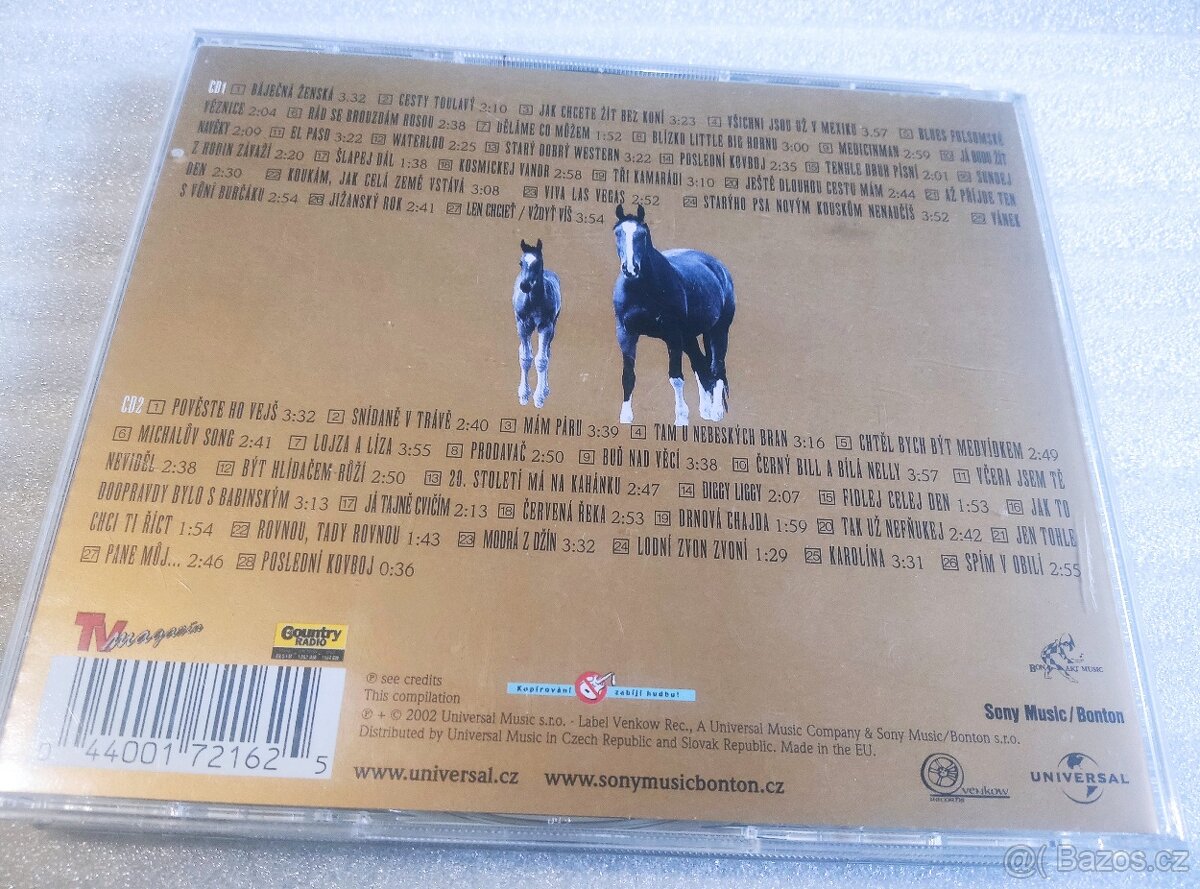 CD1 1 BÁJEČNÁ ŽENSKÁ 3.32 2 CESTY TOULAVÝ 2:10 3 JAK CHCETE ŽÍT BEZ KONÍ 3:23 4 VŠICHNI JSOU UŽ V MEXIKU 3.57 5 BLUES FOLSOMSKÉ
VĚZNICE 2:04 6 RÁD SE BROUZDÁM ROSOU 2:38 7 DĚLÁME CO MŮŽEM 1:52 8 BLÍZKO LITTLE BIG HORNU 3:00 9 MEDICINMAN 2:59 10 JÁ BUDU ŽÍT
NAVĚKY 2:09 11 EL PASO 3:22 12 WATERLOO 2:25 13 STARÝ DOBRÝ WESTERN 3:22 14 POSLEDNÍ KOVBOJ 2:35 15 TENHLE DRUH PÍSNÍ 2:01 16 SUNDEJ
Z HODIN ZÁVAŽÍ 2:20 17 ŠLAPEJ DÁL 1:38 18 KOSMICKEJ VANDR 2:58 19 TŘI KAMARÁDI 3:10 20 JEŠTĚ DLOUHOU CESTU MÁM 2:44 21 AŽ PŘIJDE TEN
DEN 2:30 22 KOUKÁM, JAK CELÁ ZEMĚ VSTÁVÁ 3:08 23 VIVA LAS VEGAS 2:52 24 STARÝHO PSA NOVÝM KOUSKŮM NENAUČÍŠ 3:52 25 VÁNEK
S VŮNÍ BURČÁKU 2:54 26 JIŽANSKÝ ROK 2:41 27 LEN CHCIEŤ / VŽDYŤ VÍŠ 3:54
CD2 1 POVĚSTE HO VEJŠ 3:32 2 SNÍDANĚ V TRÁVĚ 2:40 3 MÁM PÁRU 3:39 4 TAM U NEBESKÝCH BRAN 3:16 5 CHTĚL BYCH BÝT MEDVÍDKEM 2:49
6 MICHALŮV SONG 2:41 7 LOJZA A LÍZA 3:55 8 PRODAVAČ 2:50 9 BUĎ NAD VĚCÍ 3:38 10 ČERNÝ BILL A BÍLÁ NELLY 3:57 11 VČERA JSEM TĚ
NEVIDĚL 2:38 12 BÝT HLÍDAČEM RŮŽÍ 2:50 13 29. STOLETÍ MÁ NA KAHÁNKU 2:47 14 DIGGY LIGGY 2:07 15 FIDLEJ CELEJ DEN 1:53 16 JAK TO
DOOPRAVDY BYLO S BABINSKÝM 3:13 17 JÁ TAJNĚ CVIČÍM 2:13 18 ČERVENÁ ŘEKA 2:53 19 DRNOVÁ CHAJDA 1:59 20 TAK UŽ NEFŇUKEJ 2:42 21 JEN TOHLE
CHCI TI ŘÍCT 1:54 22 ROVNOU, TADY ROVNOU 1:43 23 MODRÁ Z DŽÍN 3:32 24 LODNÍ ZVON ZVONÍ 1:29 25 KAROLÍNA 3:31 26 SPÍM V OBILÍ 2:55
27 PANE MŮJ... 2:46 28 POSLEDNÍ KOVBOJ 0:36
TV magazín
Country
RADIO
Kopírování zabíjí hudbu!
BONA ART MUSIC
℗ see credits
This compilation
℗ + © 2002 Universal Music s.r.o. - Label Venkow Rec., A Universal Music Company & Sony Music/Bonton s.r.o.
Distributed by Universal Music in Czech Republic and Slovak Republic. Made in the EU.
Sony Music/Bonton
0 44001 72162 5
www.universal.cz www.sonymusicbonton.cz
Venkow
RECORDS
UNIVERSAL
@( Bazos.cz